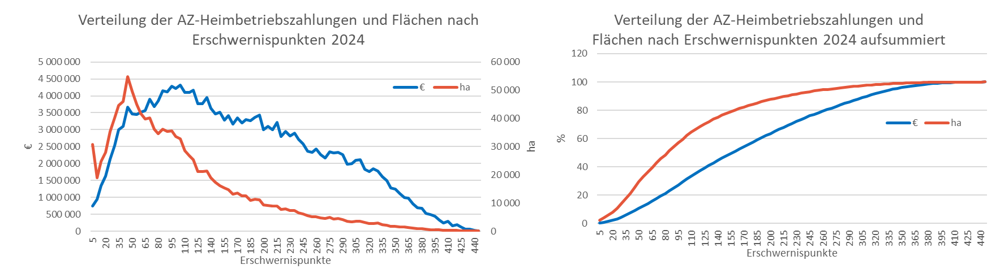 Verteilung der AZ-Heimbetriebszahlungen und Flächen nach
Erschwernispunkten 2024
5 000 000
4 500 000
4 000 000
3 500 000
3 000 000
2 500 000
2 000 000
1 500 000
1 000 000
500 000
0
€
60 000
50 000
40 000
30 000
20 000
10 000
0
ha
€ ha
5 20 35 50 65 80 95 110 125 140 155 170 185 200 215 230 245 260 275 290 305 320 335 350 365 380 395 410 425 440
Erschwernispunkte
Verteilung der AZ-Heimbetriebszahlungen und
Flächen nach Erschwernispunkten 2024 aufsummiert
120
100
80
60
40
20
0
%
€ ha
5 20 35 50 65 80 95 110 125 140 155 170 185 200 215 230 245 260 275 290 305 320 335 350 365 380 395 410 425 440
Erschwernispunkte